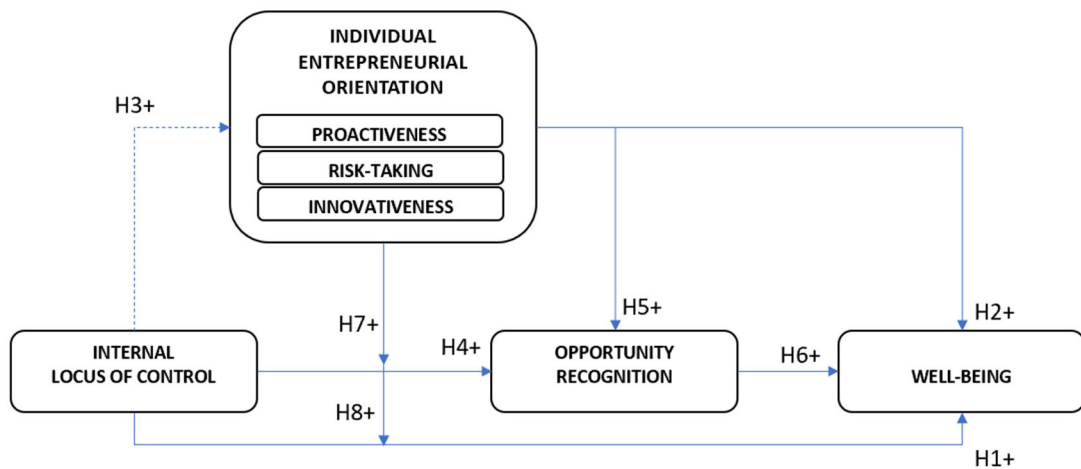 INDIVIDUAL
ENTREPRENEURIAL
ORIENTATION
H3+
PROACTIVENESS
RISK-TAKING
INNOVATIVENESS
H5+
H2+
H7+
H4+
H6+
INTERNAL
LOCUS OF CONTROL
OPPORTUNITY
RECOGNITION
WELL-BEING
H8+
H1+